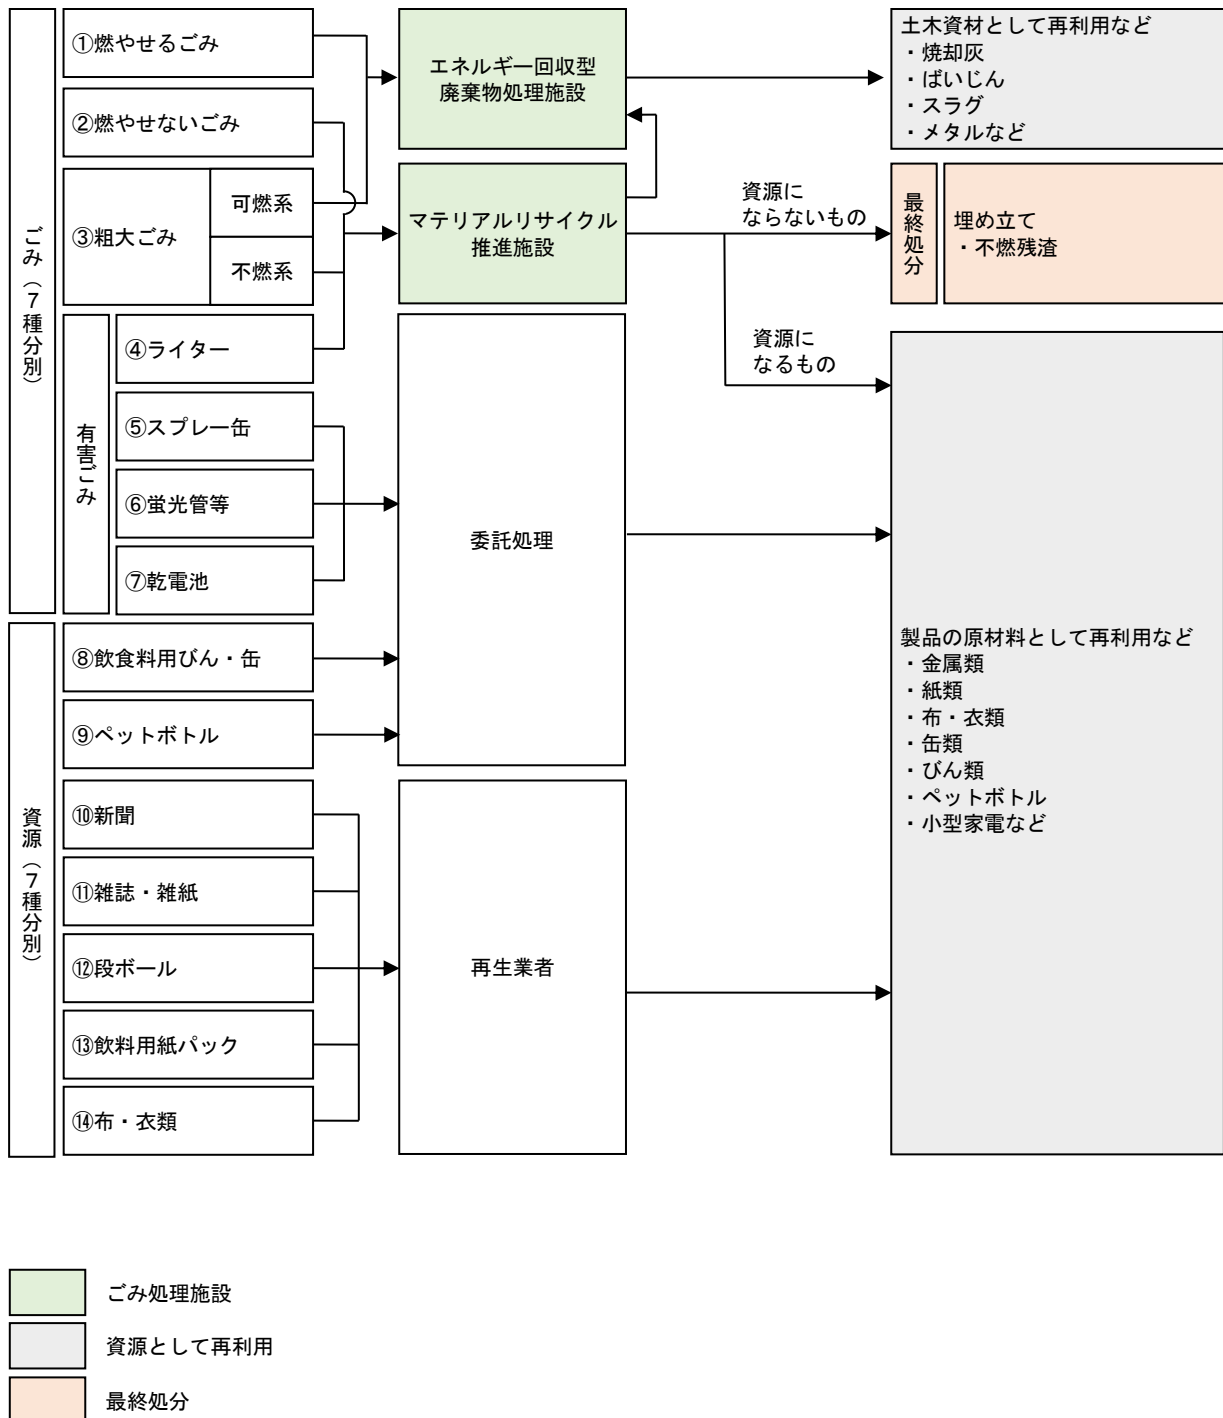 ごみ（７種分別）
①燃やせるごみ
②燃やせないごみ
③粗大ごみ
可燃系
不燃系
有害ごみ
④ライター
⑤スプレー缶
⑥蛍光管等
⑦乾電池
資源（７種分別）
⑧飲食料用びん・缶
⑨ペットボトル
⑩新聞
⑪雑誌・雑紙
⑫段ボール
⑬飲料用紙パック
⑭布・衣類
エネルギー回収型
廃棄物処理施設
マテリアルリサイクル
推進施設
委託処理
再生業者
資源に
ならないもの
資源に
なるもの
土木資材として再利用など
・焼却灰
・ばいじん
・スラグ
・メタルなど
最終処分
埋め立て
・不燃残渣
製品の原材料として再利用など
・金属類
・紙類
・布・衣類
・缶類
・びん類
・ペットボトル
・小型家電など
ごみ処理施設
資源として再利用
最終処分